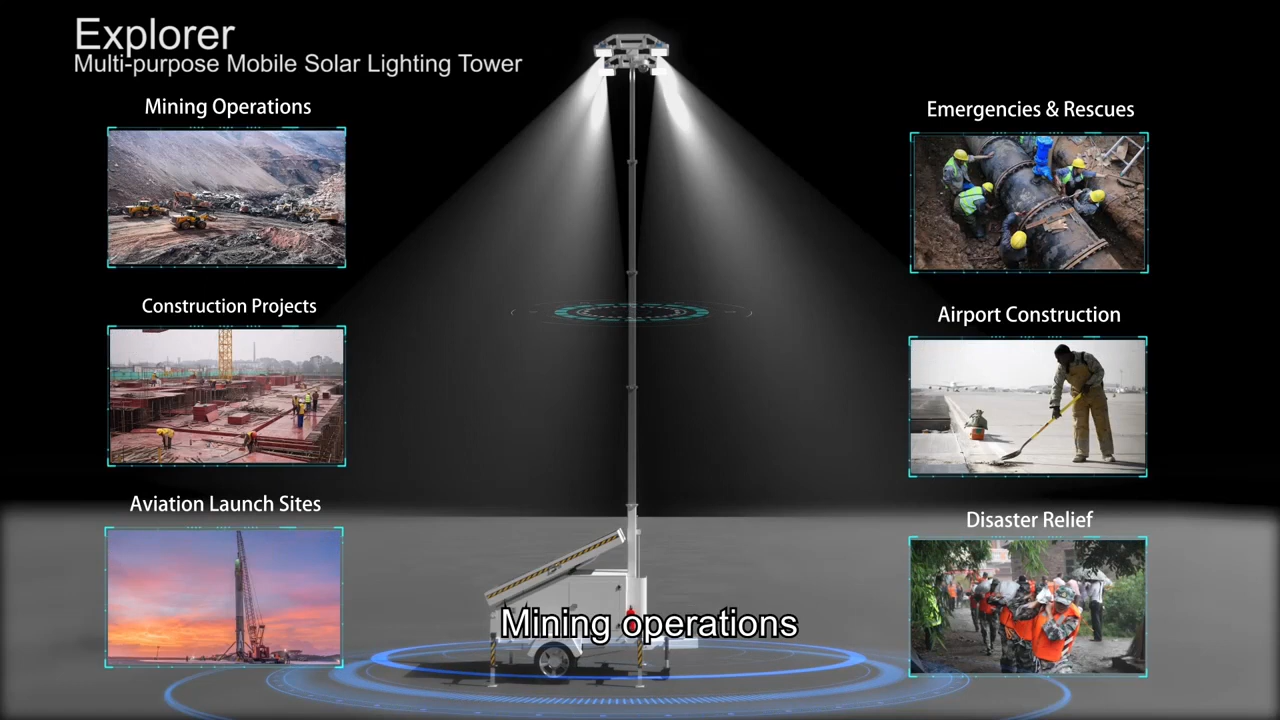 Explorer
Multi-purpose Mobile Solar Lighting Tower
Mining Operations
Emergencies & Rescues
Construction Projects
Airport Construction
Aviation Launch Sites
Disaster Relief
Mining operations